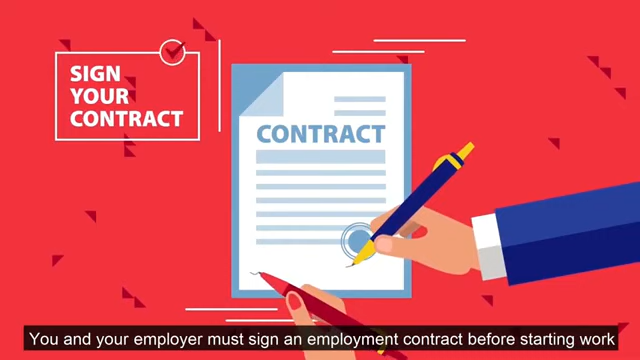 SIGN
YOUR
CONTRACT
CONTRACT
You and your employer must sign an employment contract before starting work